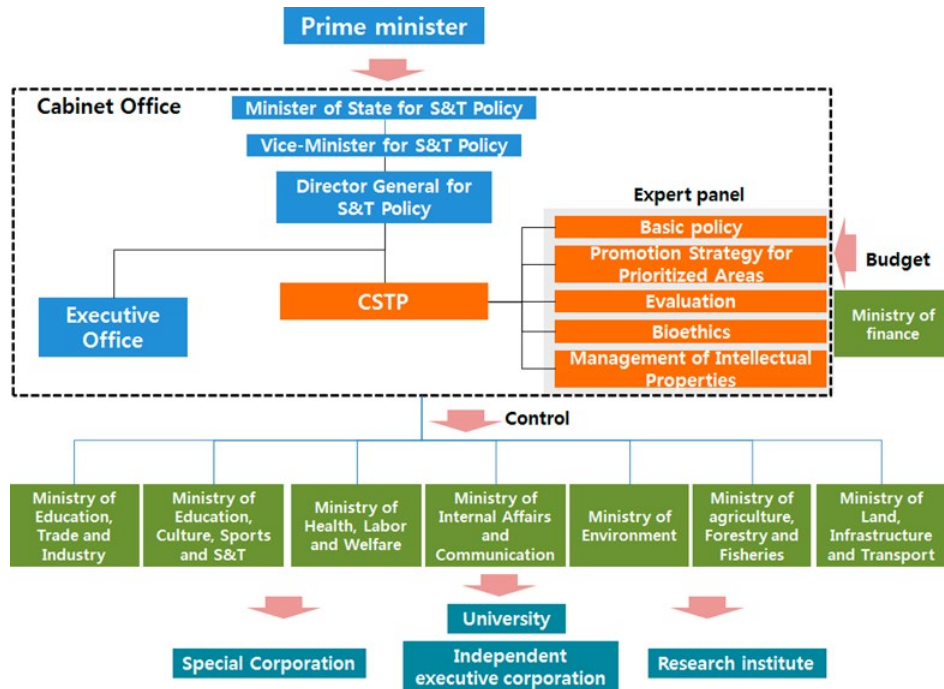 Prime minister
Cabinet Office
Minister of State for S&T Policy
Vice-Minister for S&T Policy
Director General for
S&T Policy
Expert panel
Basic policy
Promotion Strategy for
Prioritized Areas
Evaluation
Bioethics
Management of Intellectual
Properties
CSTP
Executive
Office
Budget
Ministry of
finance
Control
Ministry of
Education,
Trade and
Industry
Ministry of
Education,
Culture, Sports
and S&T
Ministry of
Health, Labor
and Welfare
Ministry of
Internal Affairs
and
Communication
Ministry of
Environment
Ministry of
agriculture,
Forestry and
Fisheries
Ministry of
Land,
Infrastructure
and Transport
University
Special Corporation
Independent
executive corporation
Research institute